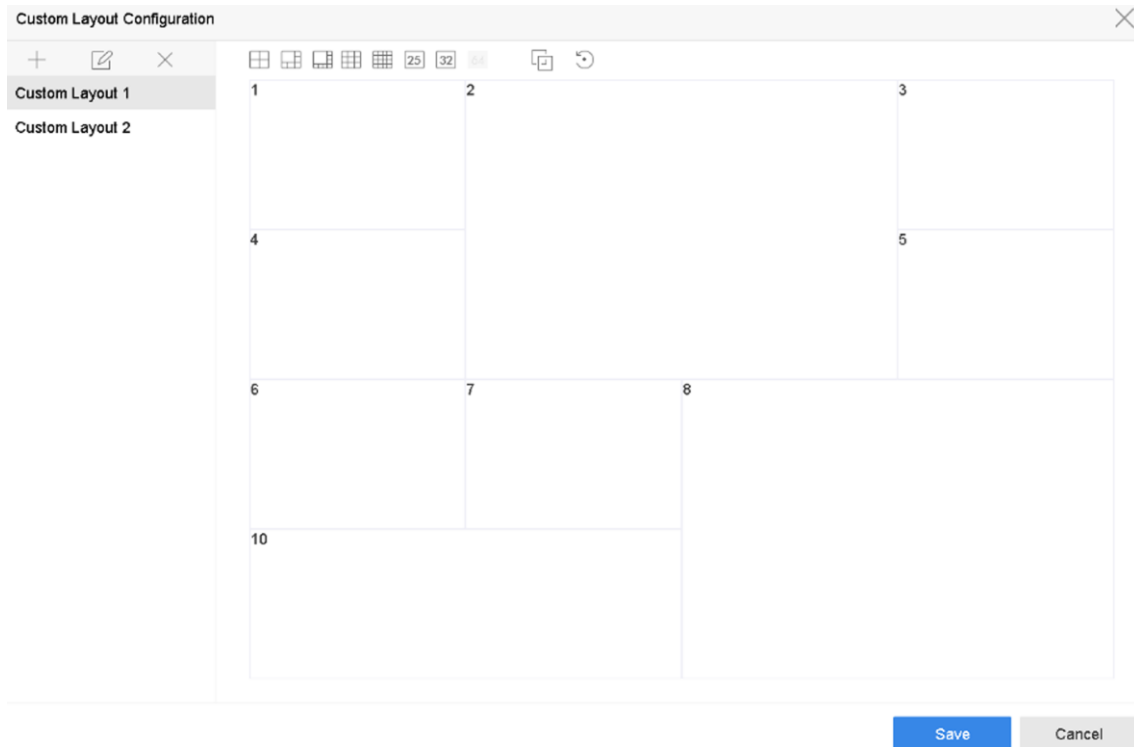 Custom Layout Configuration
25 32 64
Custom Layout 1
Custom Layout 2
1 2 3
4 5
6 7 8
10
Save Cancel